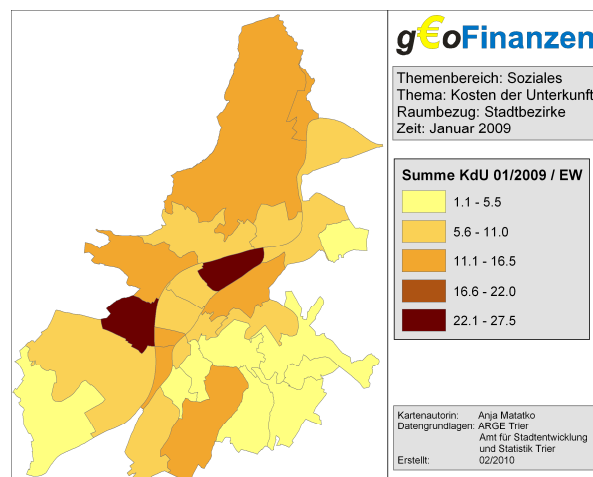 g€oFinanzen
Themenbereich: Soziales
Thema: Kosten der Unterkunft
Raumbezug: Stadtbezirke
Zeit: Januar 2009
Summe KdU 01/2009 / EW
1.1 - 5.5
5.6 - 11.0
11.1 - 16.5
16.6 - 22.0
22.1 - 27.5
Kartenautorin: Anja Matatko
Datengrundlagen: ARGE Trier
Amt für Stadtentwicklung
und Statistik Trier
Erstellt: 02/2010